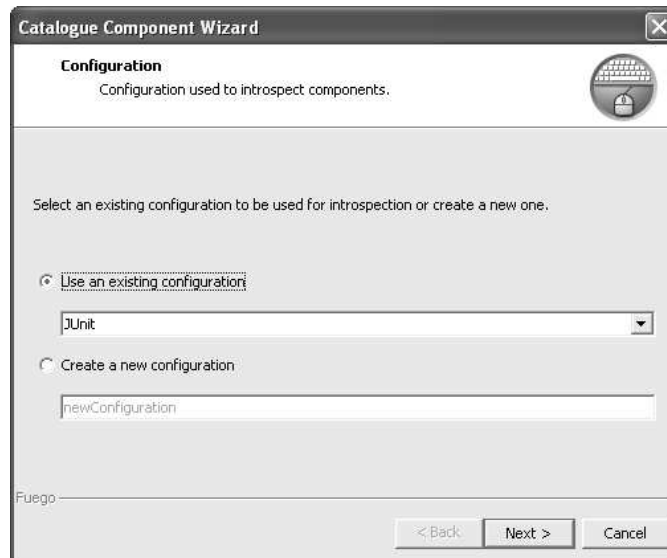 Catalogue Component Wizard
Configuration
Configuration used to introspect components.
Select an existing configuration to be used for introspection or create a new one.
Use an existing configuration
JUnit
Create a new configuration
newConfiguration
Fuego
< Back Next > Cancel